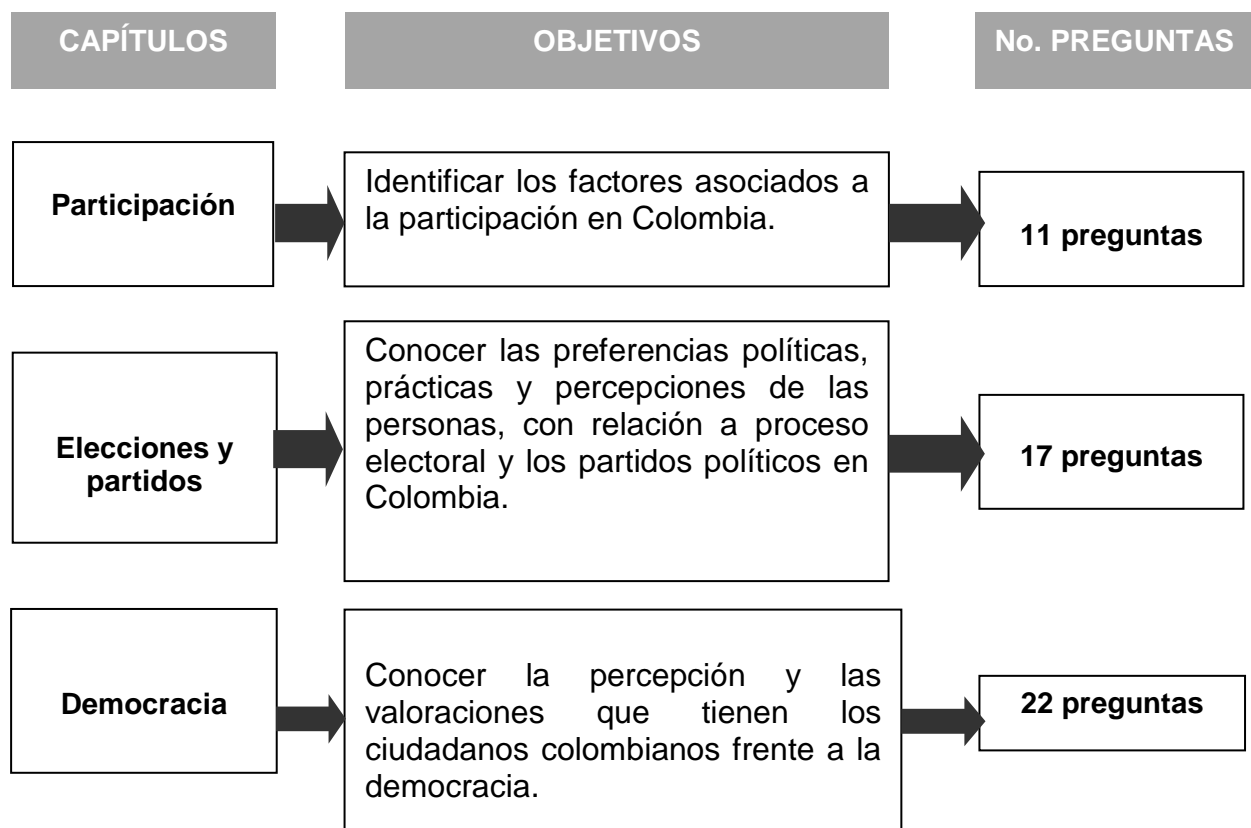 CAPÍTULOS
OBJETIVOS
No. PREGUNTAS
Participación
Identificar los factores asociados a
la participación en Colombia.
11 preguntas
Elecciones y
partidos
Conocer las preferencias políticas,
prácticas y percepciones de las
personas, con relación a proceso
electoral y los partidos políticos en
Colombia.
17 preguntas
Democracia
Conocer la percepción y las
valoraciones que tienen los
ciudadanos colombianos frente a la
democracia.
22 preguntas